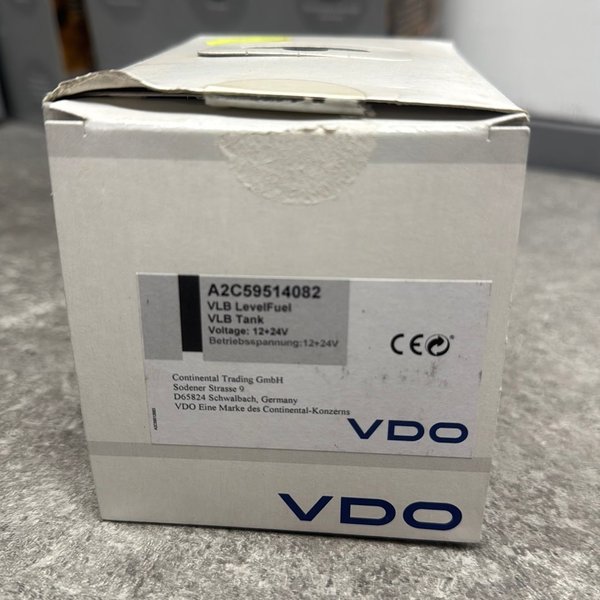 A2C59514082
VLB LevelFuel
VLB Tank
Voltage: 12+24V
Betriebsspannung:12+24V
CE
Continental Trading GmbH
Sodener Strasse 9
D65824 Schwalbach, Germany
VDO Eine Marke des Continental-Konzerns
VDO
VDO